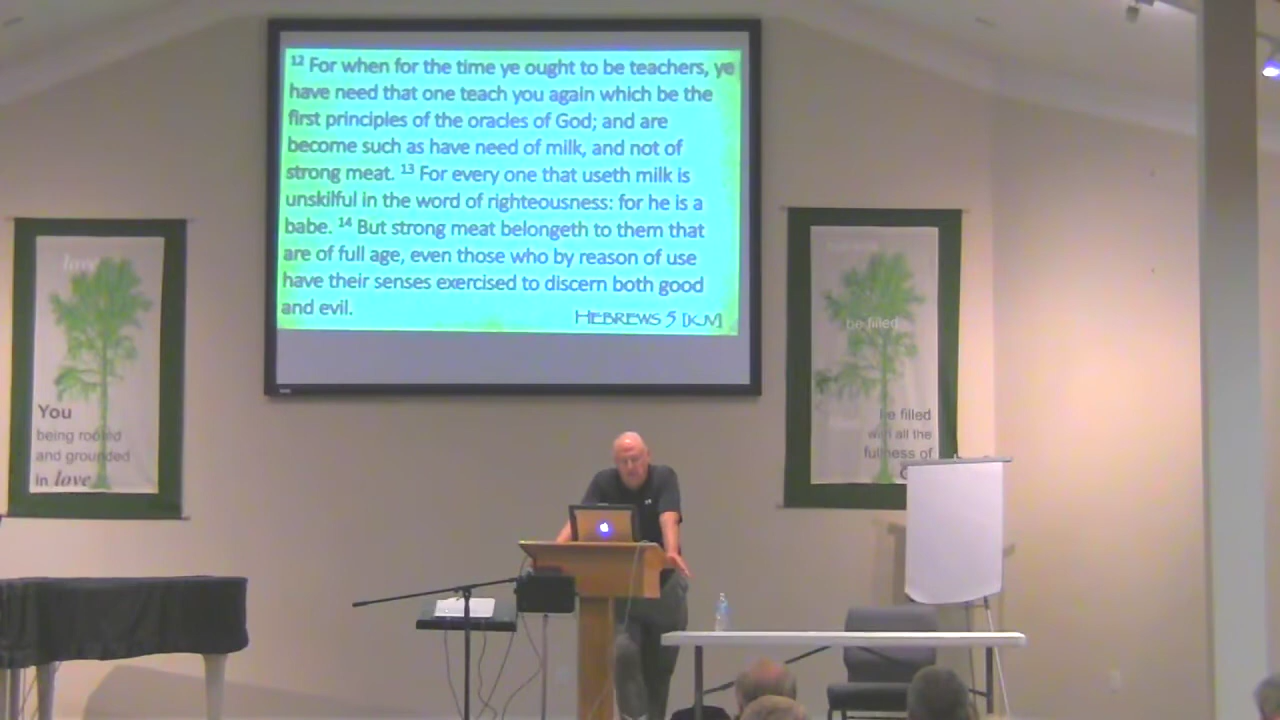 12 For when for the time ye ought to be teachers, ye
have need that one teach you again which be the
first principles of the oracles of God; and are
become such as have need of milk, and not of
strong meat. 13 For every one that useth milk is
unskilful in the word of righteousness: for he is a
babe. 14 But strong meat belongeth to them that
are of full age, even those who by reason of use
have their senses exercised to discern both good
and evil.
HEBREWS 5 [KJV]
love
You
being rooted
and grounded
in love
be filled
be filled
with all the
fullness of